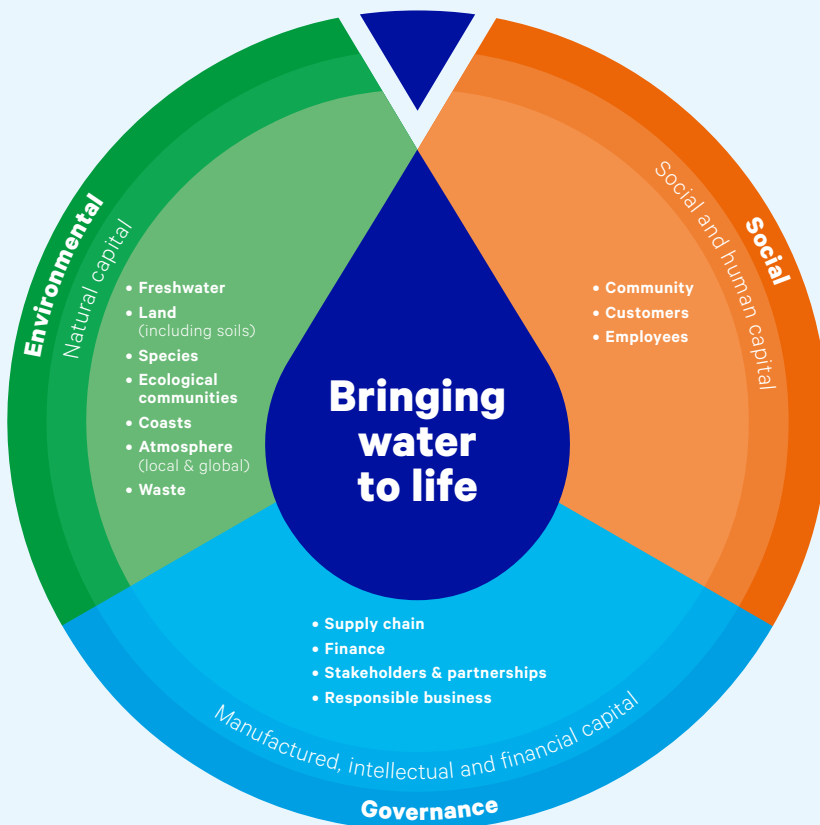 Environmental
Natural capital
• Freshwater
• Land
(including soils)
• Species
• Ecological
communities
• Coasts
• Atmosphere
(local & global)
• Waste
Social
Social and human capital
• Community
• Customers
• Employees
Bringing
water
to life
• Supply chain
• Finance
• Stakeholders & partnerships
• Responsible business
Manufactured, intellectual and financial capital
Governance